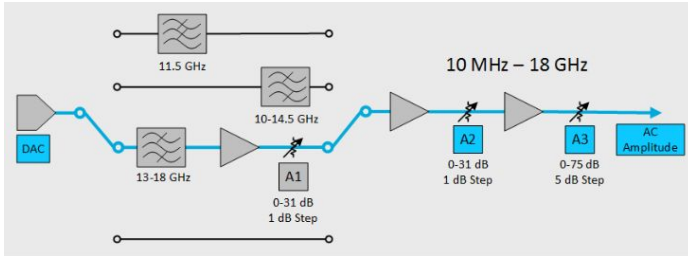 11.5 GHz
10 MHz – 18 GHz
10-14.5 GHz
DAC
13-18 GHz
A1
0-31 dB
1 dB Step
A2
0-31 dB
1 dB Step
A3
0-75 dB
5 dB Step
AC
Amplitude